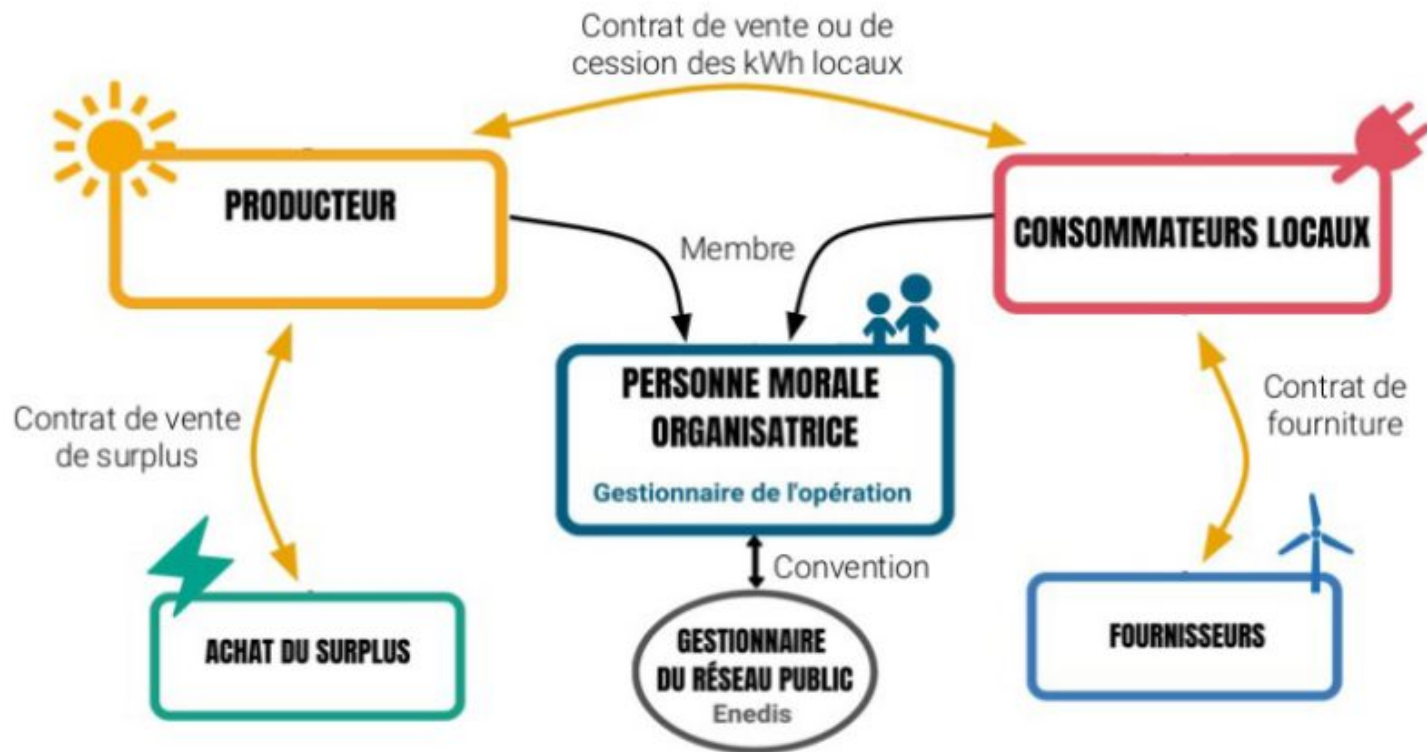 Contrat de vente ou de
cession des kWh locaux
PRODUCTEUR
CONSOMMATEURS LOCAUX
Membre
PERSONNE MORALE
ORGANISATRICE
Gestionnaire de l'opération
Contrat de vente
de surplus
Contrat de
fourniture
Convention
ACHAT DU SURPLUS
GESTIONNAIRE
DU RÉSEAU PUBLIC
Enedis
FOURNISSEURS